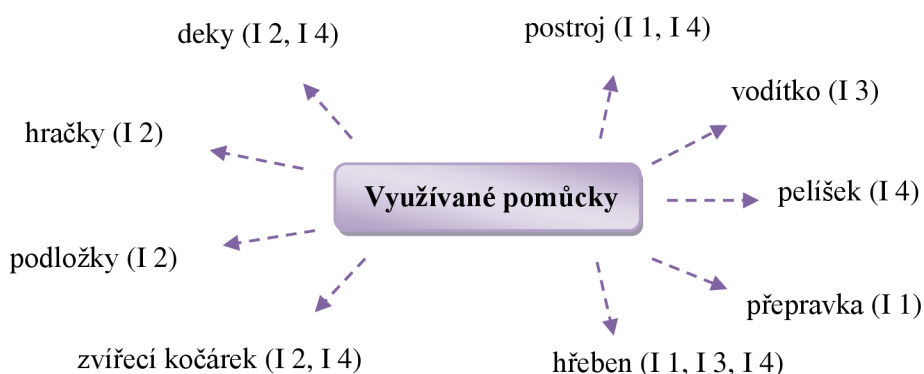 deky (I 2, I 4)
postroj (I 1, I 4)
vodítko (I 3)
hračky (I 2)
Využívané pomůcky
pelíšek (I 4)
podložky (I 2)
přepravka (I 1)
zvířecí kočárek (I 2, I 4)
hřeben (I 1, I 3, I 4)